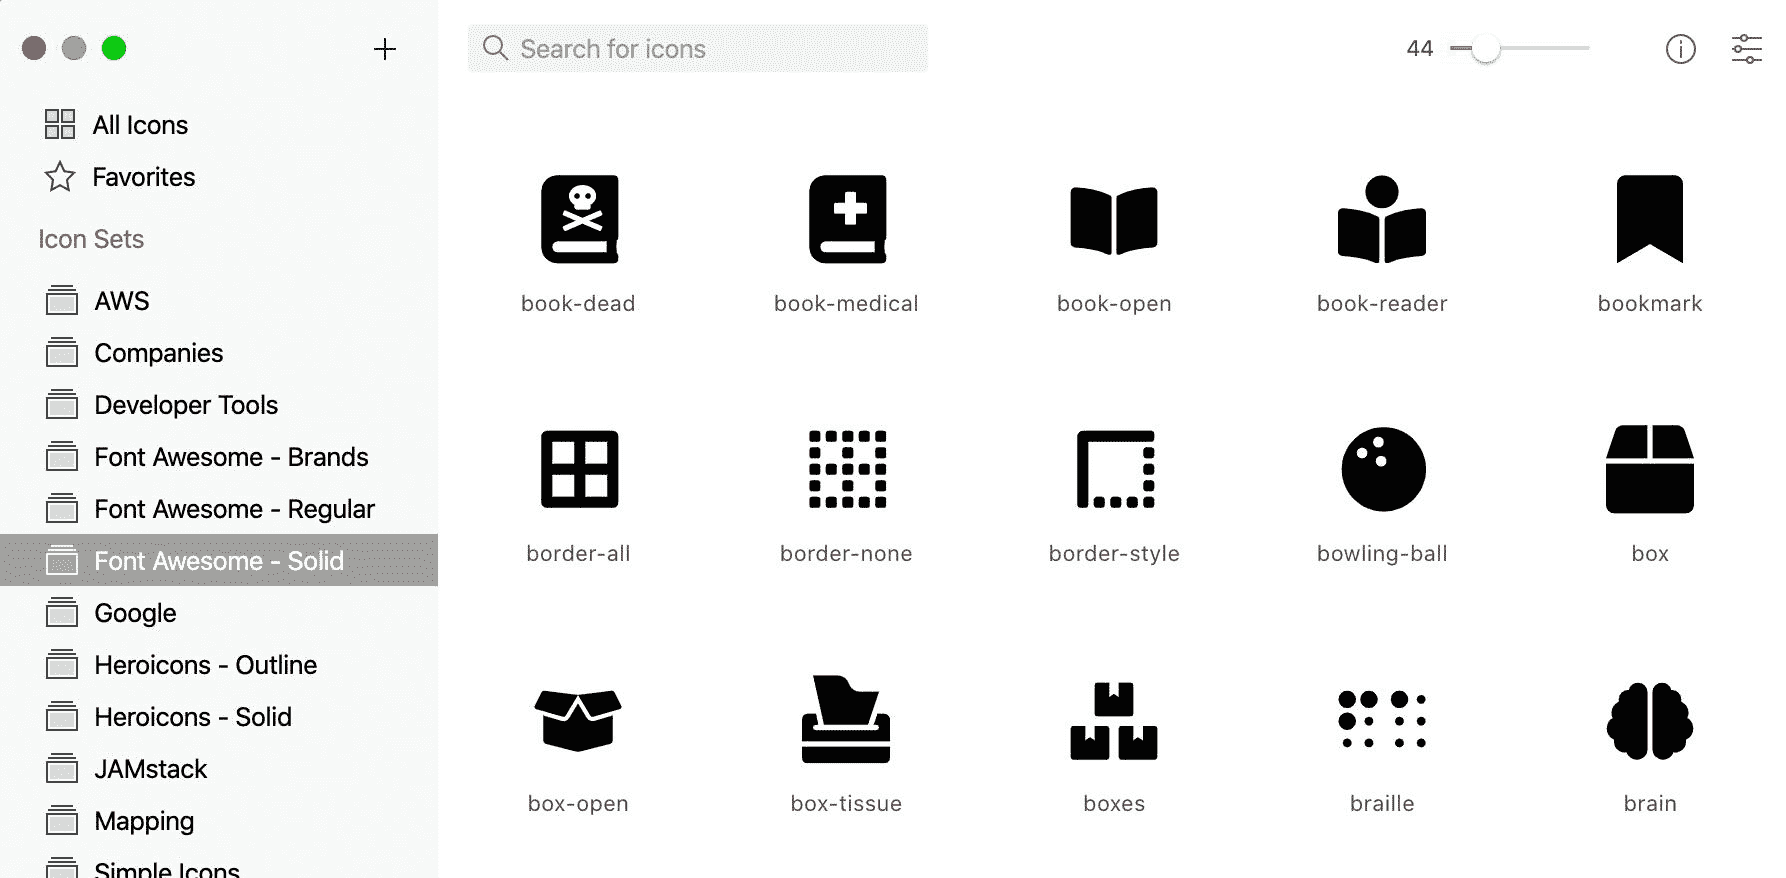 Search for icons
44
All Icons
Favorites
Icon Sets
AWS
Companies
Developer Tools
Font Awesome - Brands
Font Awesome - Regular
Font Awesome - Solid
Google
Heroicons - Outline
Heroicons - Solid
JAMstack
Mapping
Simple Icons
book-dead book-medical book-open book-reader bookmark
border-all border-none border-style bowling-ball box
box-open box-tissue boxes braille brain